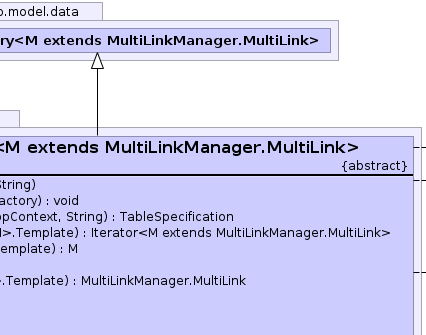 o.model.data
ry<M extends MultiLinkManager.MultiLink>
<M extends MultiLinkManager.MultiLink>
{abstract}
String)
actory) : void
opContext, String) : TableSpecification
M>.Template) : Iterator<M extends MultiLinkManager.MultiLink>
Template) : M
>.Template) : MultiLinkManager.MultiLink